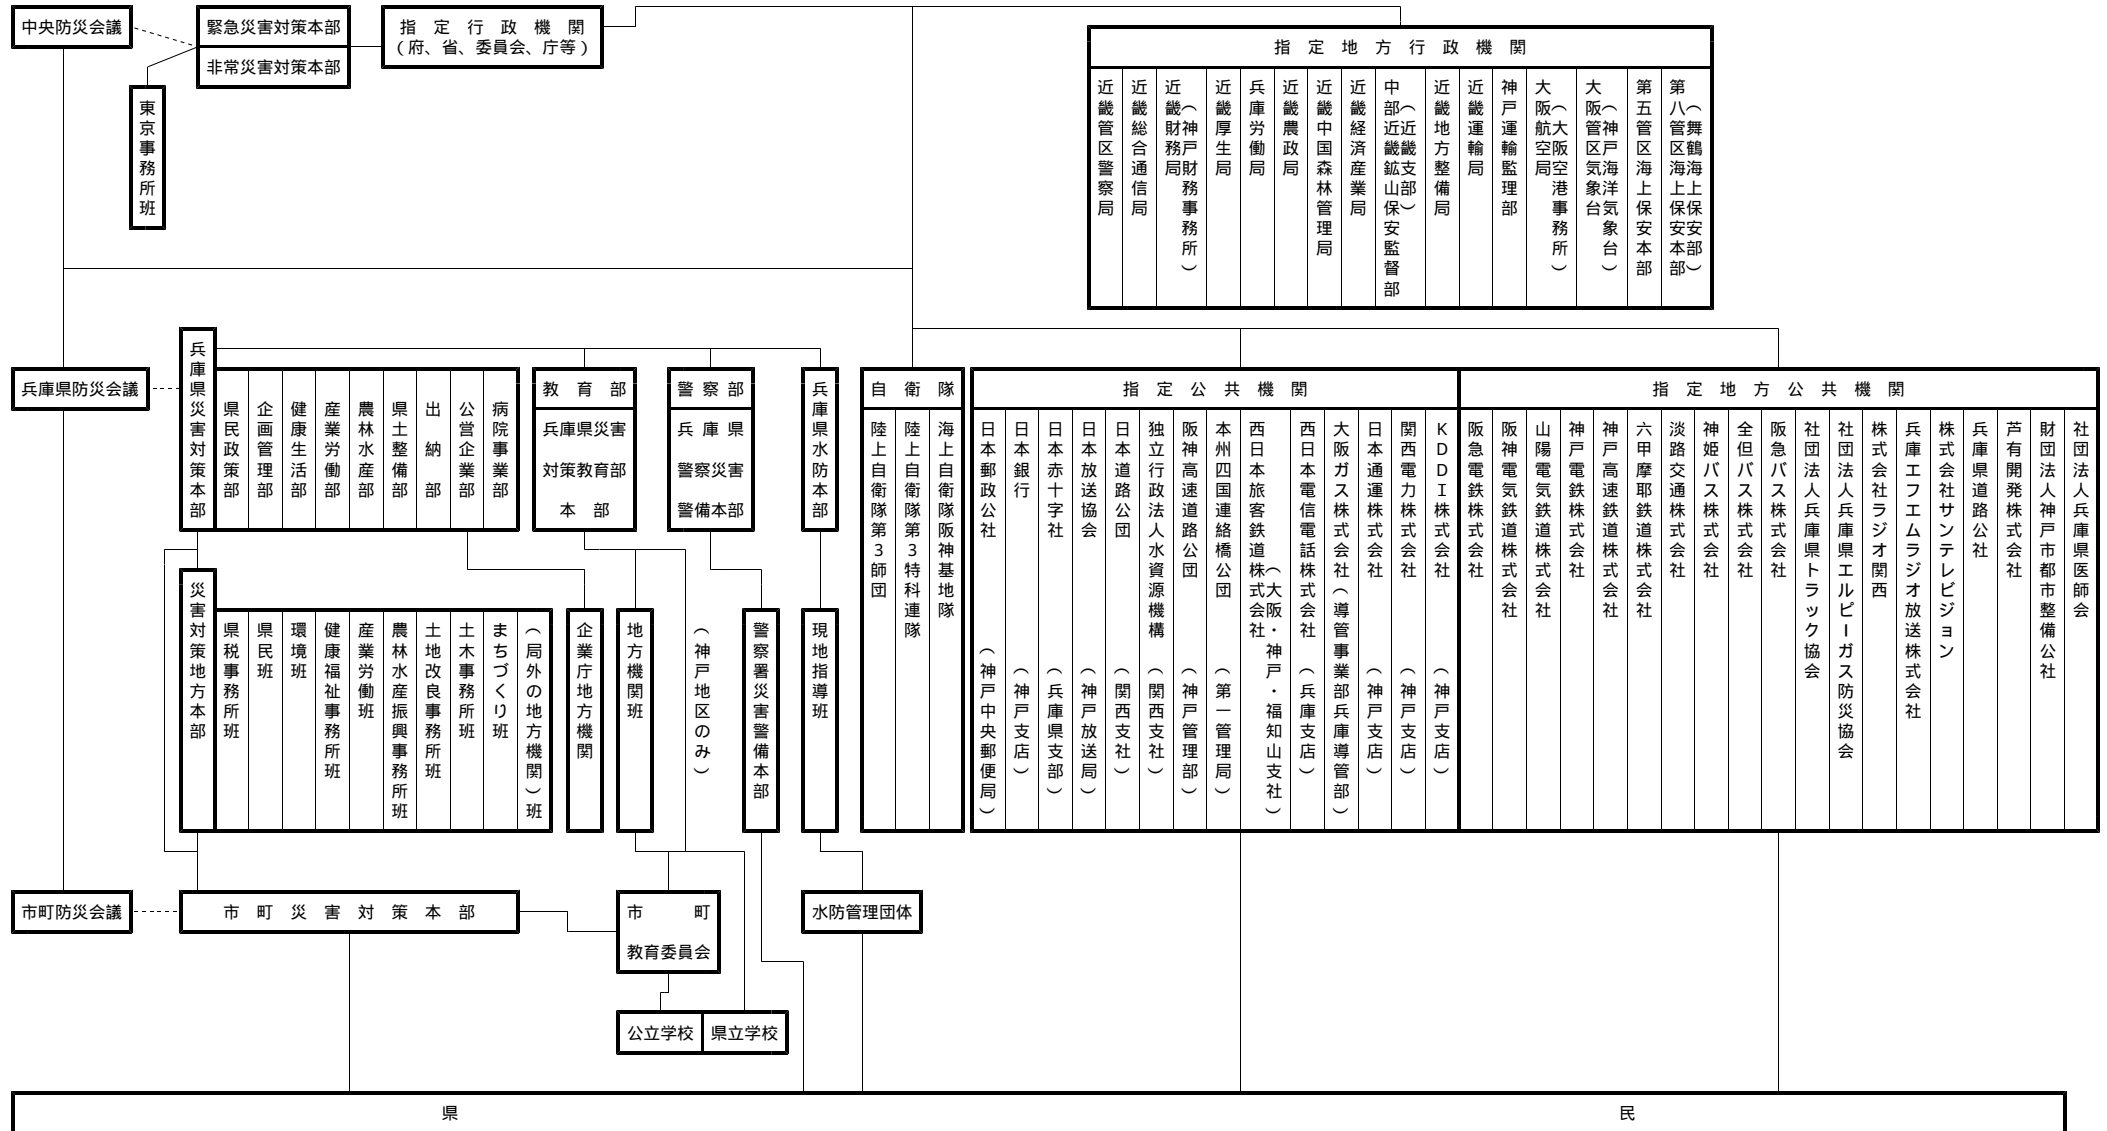 中央防災会議
緊急災害対策本部
非常災害対策本部
指定行政機関
（府、省、委員会、庁等）
東京事務所班
指定地方行政機関
近畿管区警察局
近畿総合通信局
近畿財務局
（神戸財務事務所）
近畿厚生局
兵庫労働局
近畿農政局
近畿中国森林管理局
近畿経済産業局
中部近畿鉱山保安監督部
（近畿支部）
近畿地方整備局
近畿運輸局
神戸運輸監理部
大阪航空局
（大阪空港事務所）
大阪管区気象台
（神戸海洋気象台）
第五管区海上保安本部
第八管区海上保安本部
（舞鶴海上保安部）
兵庫県防災会議
兵庫県災害対策本部
県民政策部
企画管理部
健康生活部
産業労働部
農林水産部
県土整備部
出納部
公営企業部
病院事業部
教育部
兵庫県災害
対策教育部
本部
警察部
兵庫県
警察災害
警備本部
兵庫県水防本部
自衛隊
陸上自衛隊第３師団
陸上自衛隊第３特科連隊
海上自衛隊阪神基地隊
指定公共機関
日本郵政公社（神戸中央郵便局）
日本銀行（神戸支店）
日本赤十字社（兵庫県支部）
日本放送協会（神戸放送局）
日本道路公団（関西支社）
独立行政法人水資源機構（関西支社）
阪神高速道路公団（神戸管理部）
本州四国連絡橋公団（第一管理局）
西日本旅客鉄道株式会社
（大阪・神戸・福知山支社）
西日本電信電話株式会社（兵庫支店）
大阪ガス株式会社（導管事業部兵庫導管部）
日本通運株式会社（神戸支店）
関西電力株式会社（神戸支店）
ＫＤＤＩ株式会社（神戸支店）
指定地方公共機関
阪急電鉄株式会社
阪神電気鉄道株式会社
山陽電気鉄道株式会社
神戸電鉄株式会社
神戸高速鉄道株式会社
六甲摩耶鉄道株式会社
淡路交通株式会社
神姫バス株式会社
全但バス株式会社
阪急バス株式会社
社団法人兵庫県トラック協会
社団法人兵庫県エルピーガス防災協会
株式会社ラジオ関西
兵庫エフエムラジオ放送株式会社
株式会社サンテレビジョン
兵庫県道路公社
芦有開発株式会社
財団法人神戸市都市整備公社
社団法人兵庫県医師会
災害対策地方本部
県税事務所班
県民班
環境班
健康福祉事務所班
産業労働班
農林水産振興事務所班
土地改良事務所班
土木事務所班
まちづくり班
（局外の地方機関）班
企業庁地方機関
地方機関班
（神戸地区のみ）
警察署災害警備本部
現地指導班
市町防災会議
市町災害対策本部
市町
教育委員会
水防管理団体
公立学校
県立学校
県民